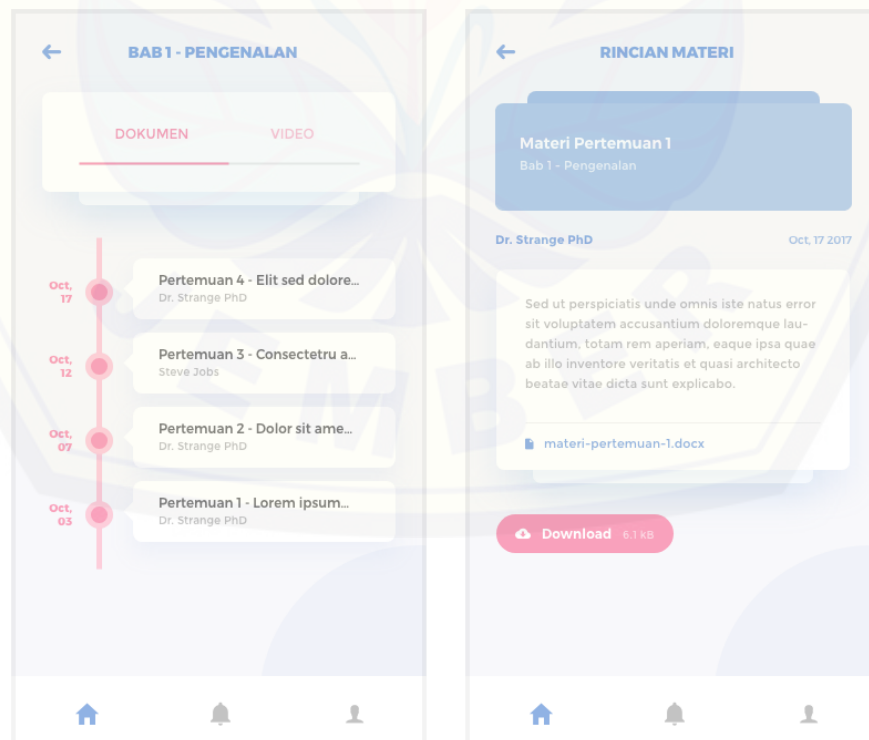 BAB 1 - PENGENALAN
DOKUMEN
VIDEO
Oct, 17
Pertemuan 4 - Elit sed dolore...
Dr. Strange PhD
Oct, 12
Pertemuan 3 - Consectetru a...
Steve Jobs
Oct, 07
Pertemuan 2 - Dolor sit ame...
Dr. Strange PhD
Oct, 03
Pertemuan 1 - Lorem ipsum...
Dr. Strange PhD
RINCIAN MATERI
Materi Pertemuan 1
Bab 1 - Pengenalan
Dr. Strange PhD
Oct, 17 2017
Sed ut perspiciatis unde omnis iste natus error
sit voluptatem accusantium doloremque lau-
dantium, totam rem aperiam, eaque ipsa quae
ab illo inventore veritatis et quasi architecto
beatae vitae dicta sunt explicabo.
materi-pertemuan-1.docx
Download 6.1 kB